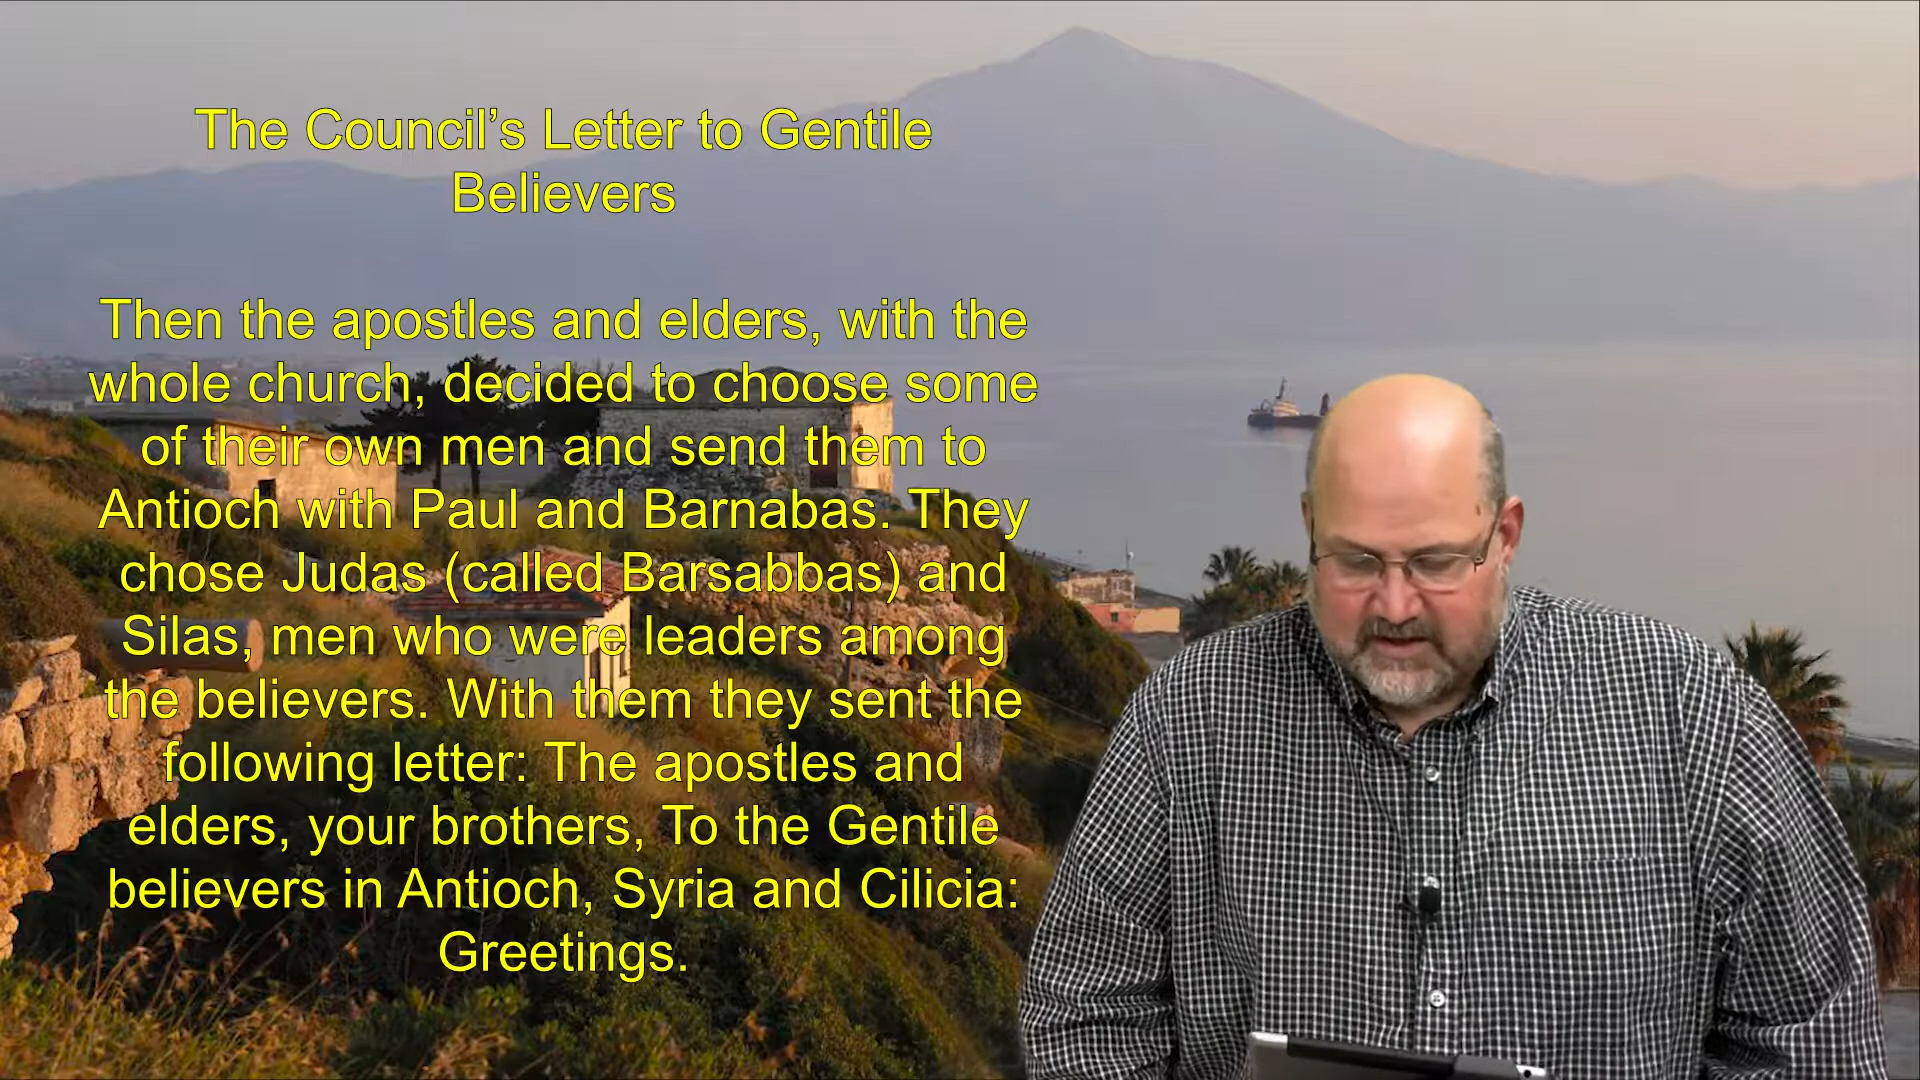 The Council’s Letter to Gentile
Believers
Then the apostles and elders, with the
whole church, decided to choose some
of their own men and send them to
Antioch with Paul and Barnabas. They
chose Judas (called Barsabbas) and
Silas, men who were leaders among
the believers. With them they sent the
following letter: The apostles and
elders, your brothers, To the Gentile
believers in Antioch, Syria and Cilicia:
Greetings.